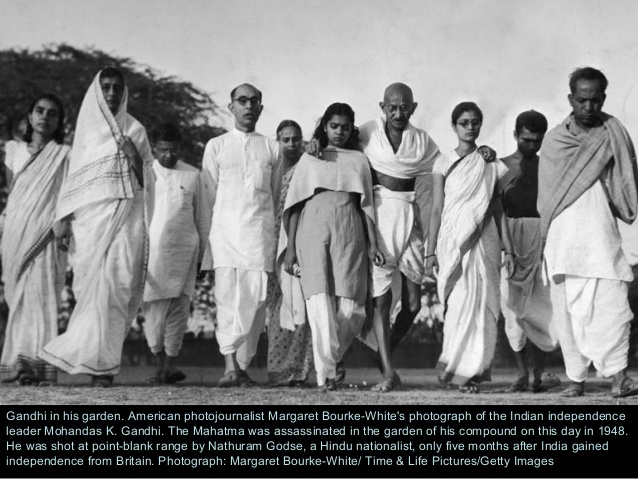 Gandhi in his garden. American photojournalist Margaret Bourke-White's photograph of the Indian independence
leader Mohandas K. Gandhi. The Mahatma was assassinated in the garden of his compound on this day in 1948.
He was shot at point-blank range by Nathuram Godse, a Hindu nationalist, only five months after India gained
independence from Britain. Photograph: Margaret Bourke-White/ Time & Life Pictures/Getty Images